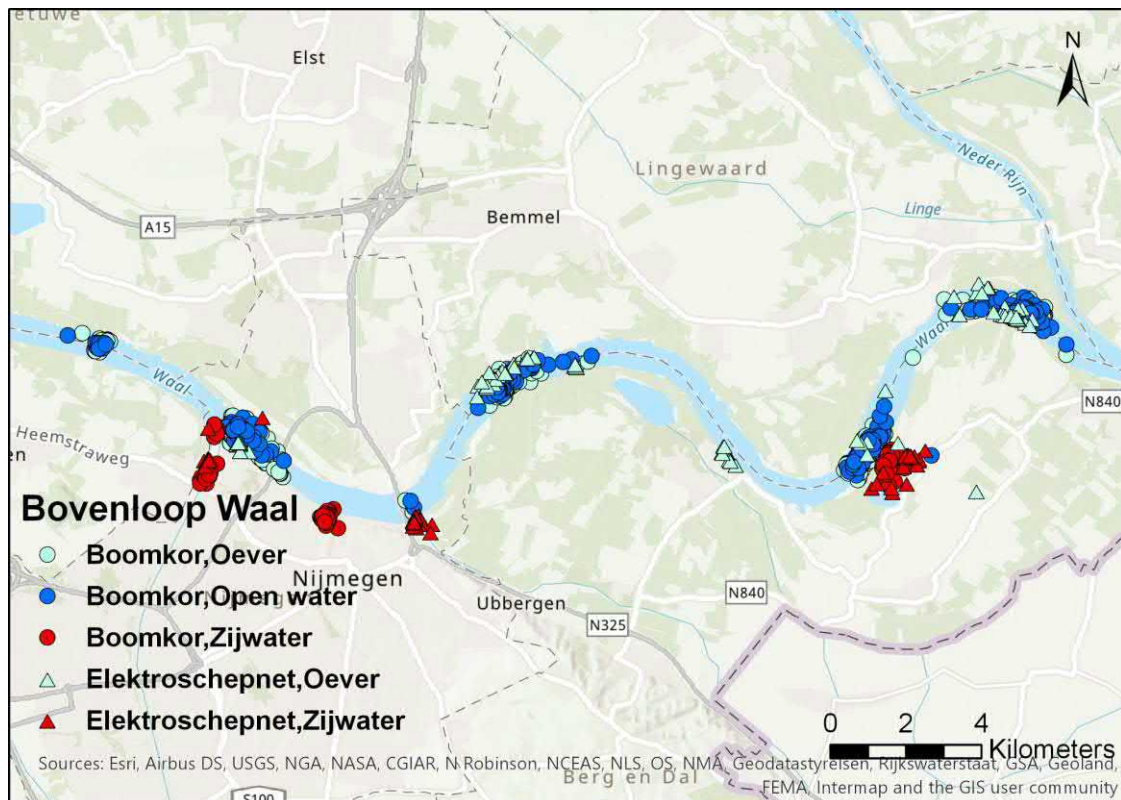 etuwe
Elst
N
Lingewaard
Neder Rijn
Linge
Bemmel
A15
Waal
Waal
N840
Heemstraweg
en
Bovenloop Waal
Boomkor,Oever
Boomkor,Open water
Boomkor,Zijwater
Elektroschepnet,Oever
Elektroschepnet,Zijwater
Nijmegen
Ubbergen
N840
N325
0 2 4
Kilometers
Berg en Dal
S100
Sources: Esri, Airbus DS, USGS, NGA, NASA, CGIAR, N Robinson, NCEAS, NLS, OS, NMA, Geodatastyrelsen, Rijkswaterstaat, GSA, Geoland,
FEMA, Intermap and the GIS user community